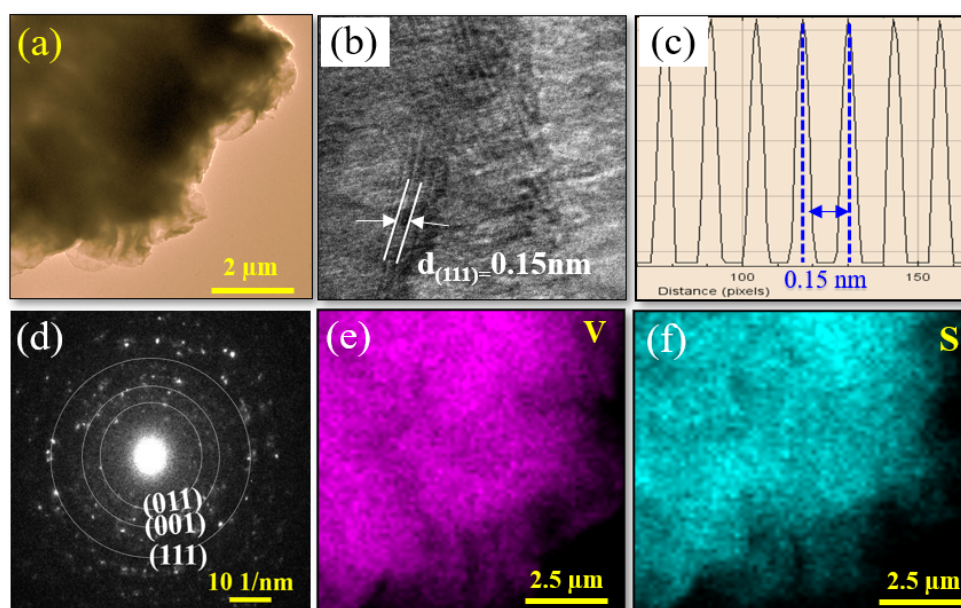 (a)
2 μm
(b)
d(111)=0.15nm
(c)
100
150
Distance (pixels)
0.15 nm
(d)
(011)
(001)
(111)
10 1/nm
(e)
V
2.5 μm
(f)
S
2.5 μm